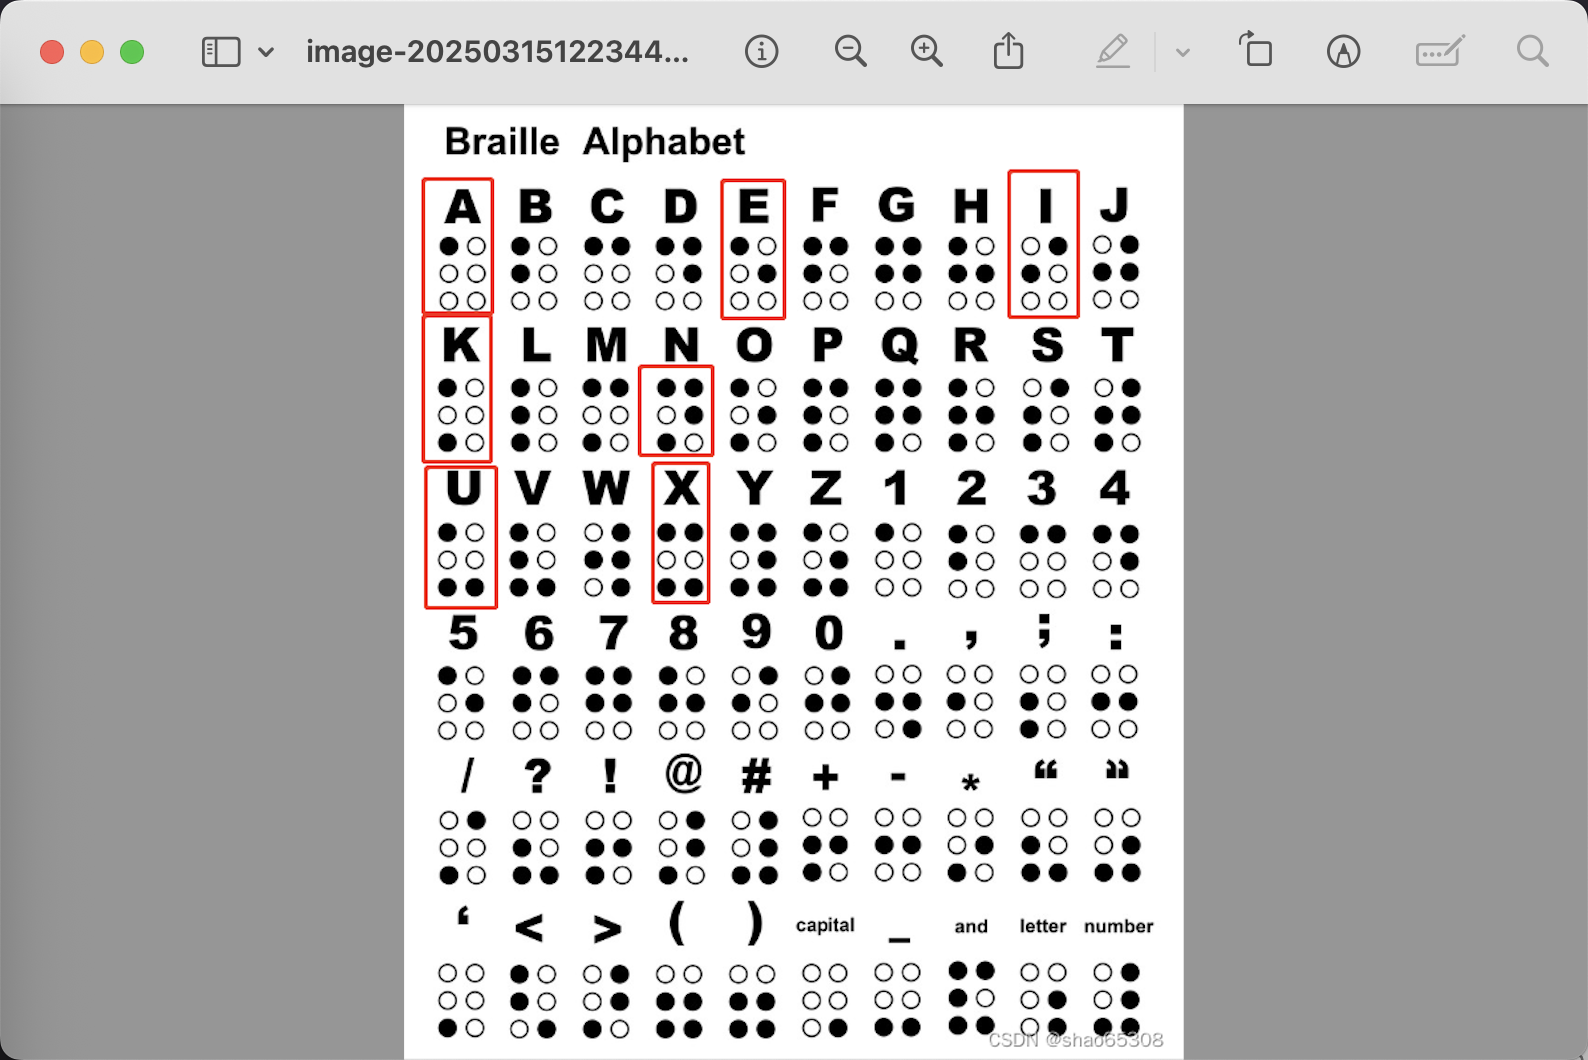 image-20250315122344...
Braille Alphabet
A B C D E F G H I J
K L M N O P Q R S T
U V W X Y Z 1 2 3 4
5 6 7 8 9 0 . , ; :
/ ? ! @ # + - * “ ”
‘ < > ( ) capital _ and letter number
CSDN @shao65308